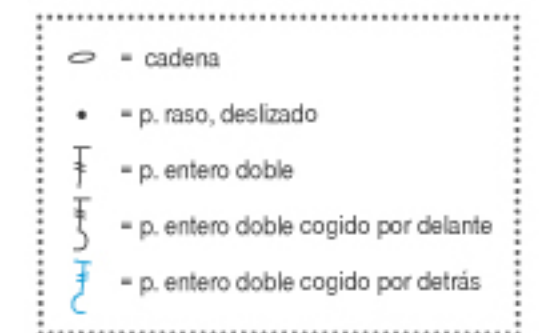 = cadena
= p. raso, deslizado
= p. entero doble
= p. entero doble cogido por delante
= p. entero doble cogido por detrás